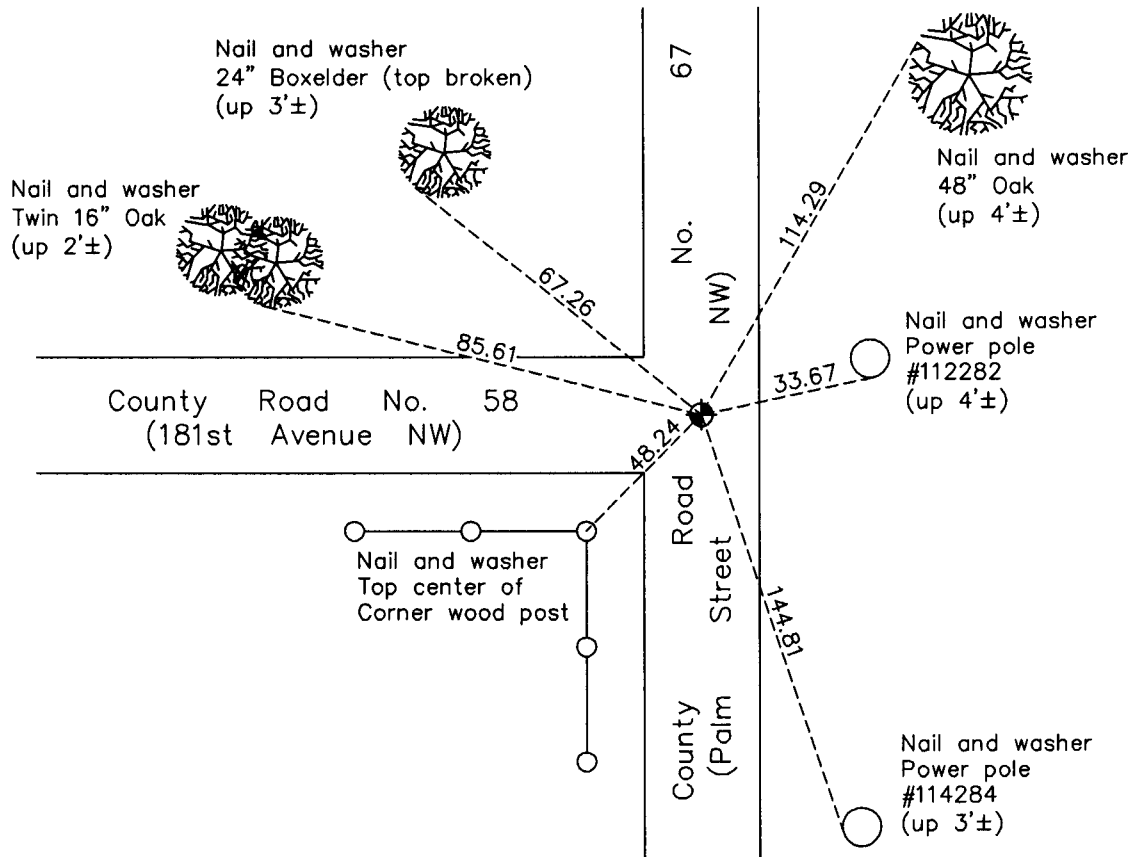 Nail and washer
24" Boxelder (top broken)
(up 3'±)
Nail and washer
Twin 16" Oak
(up 2'±)
Nail and washer
48" Oak
(up 4'±)
114.29
67.26
85.61
Nail and washer
Power pole
#112282
(up 4'±)
33.67
County Road No. 58
(181st Avenue NW)
48.24
County Road No. 67
(Palm Street NW)
Nail and washer
Top center of
Corner wood post
144.81
Nail and washer
Power pole
#114284
(up 3'±)